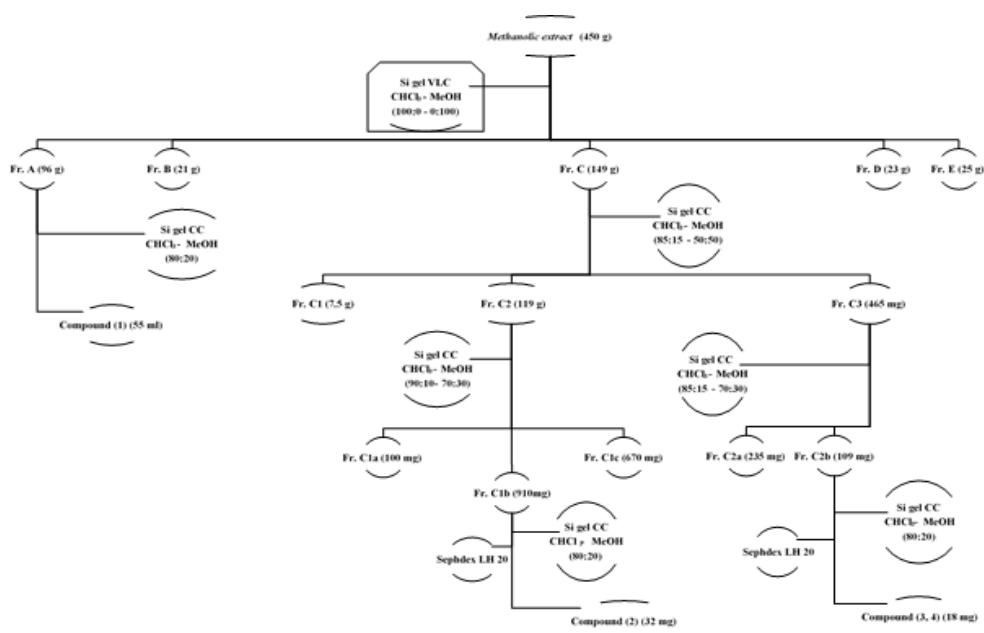 Methanolic extract (450 g)
Si gel VLC
CHCl₃- MeOH
(100:0 - 0:100)
Fr. A (96 g)
Fr. B (21 g)
Fr. C (149 g)
Fr. D (23 g)
Fr. E (25 g)
Si gel CC
CHCl₃- MeOH
(80:20)
Si gel CC
CHCl₃- MeOH
(85:15 - 50:50)
Compound (1) (55 ml)
Fr. C1 (7.5 g)
Fr. C2 (119 g)
Fr. C3 (465 mg)
Si gel CC
CHCl₃- MeOH
(90:10- 70:30)
Si gel CC
CHCl₃- MeOH
(85:15 - 70:30)
Fr. C1a (100 mg)
Fr. C1c (670 mg)
Fr. C2a (235 mg)
Fr. C2b (109 mg)
Fr. C1b (910mg)
Si gel CC
CHCl₃- MeOH
(80:20)
Sephdex LH 20
Si gel CC
CHCl₃- MeOH
(80:20)
Sephdex LH 20
Compound (2) (32 mg)
Compound (3, 4) (18 mg)